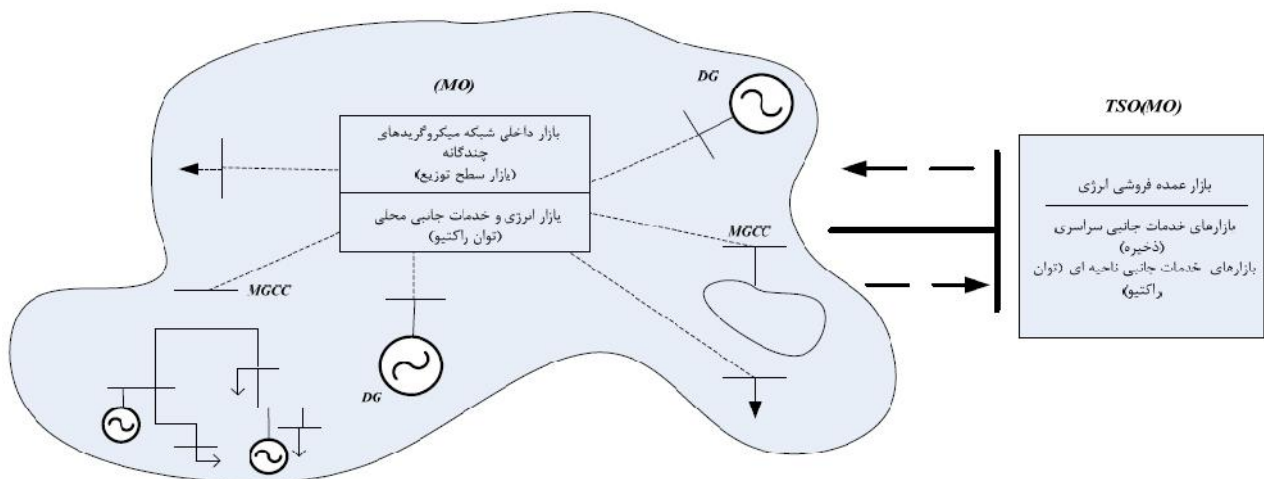 (MO)
بازار داخلی شبکه میکروگریدهای
چندگانه
(بازار سطح توزیع)
بازار انرژی و خدمات جانبی محلی
(توان راکتیو)
DG
MGCC
MGCC
DG
TSO(MO)
بازار عمده فروشی انرژی
بازارهای خدمات جانبی سراسری
(ذخیره)
بازارهای خدمات جانبی ناحیه ای (توان
راکتیو)